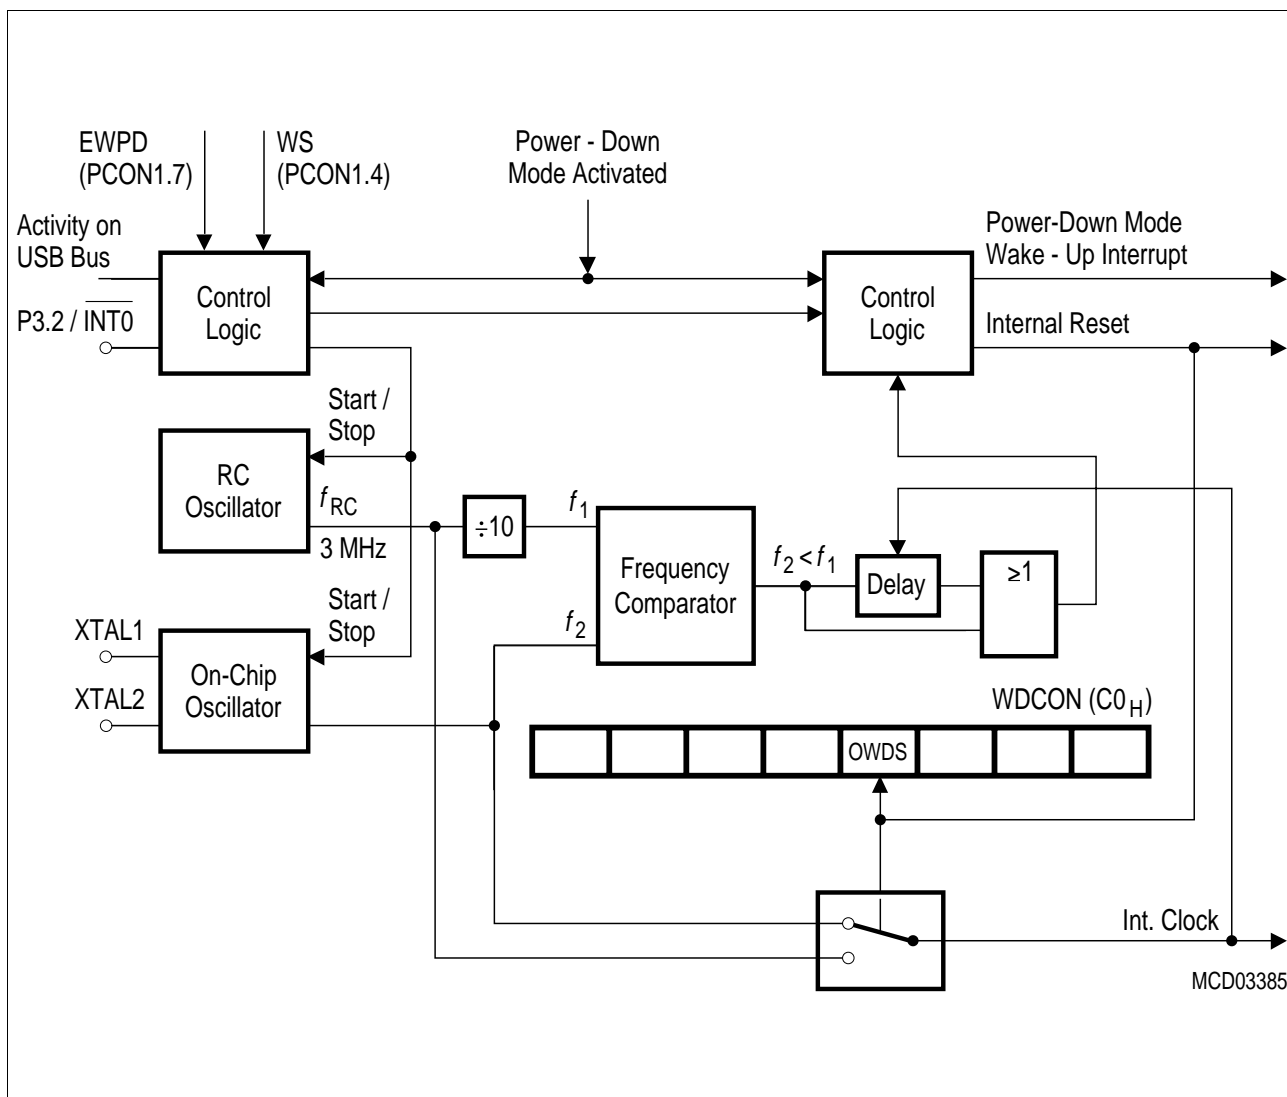 EWPD
(PCON1.7)
WS
(PCON1.4)
Power - Down
Mode Activated
Activity on
USB Bus
P3.2 / INT0
Control
Logic
Control
Logic
Power-Down Mode
Wake - Up Interrupt
Internal Reset
Start /
Stop
RC
Oscillator
fRC
3 MHz
÷10
f1
f2
Frequency
Comparator
f2 < f1
Delay
≥1
Start /
Stop
XTAL1
XTAL2
On-Chip
Oscillator
WDCON (C0H)
OWDS
Int. Clock
MCD03385